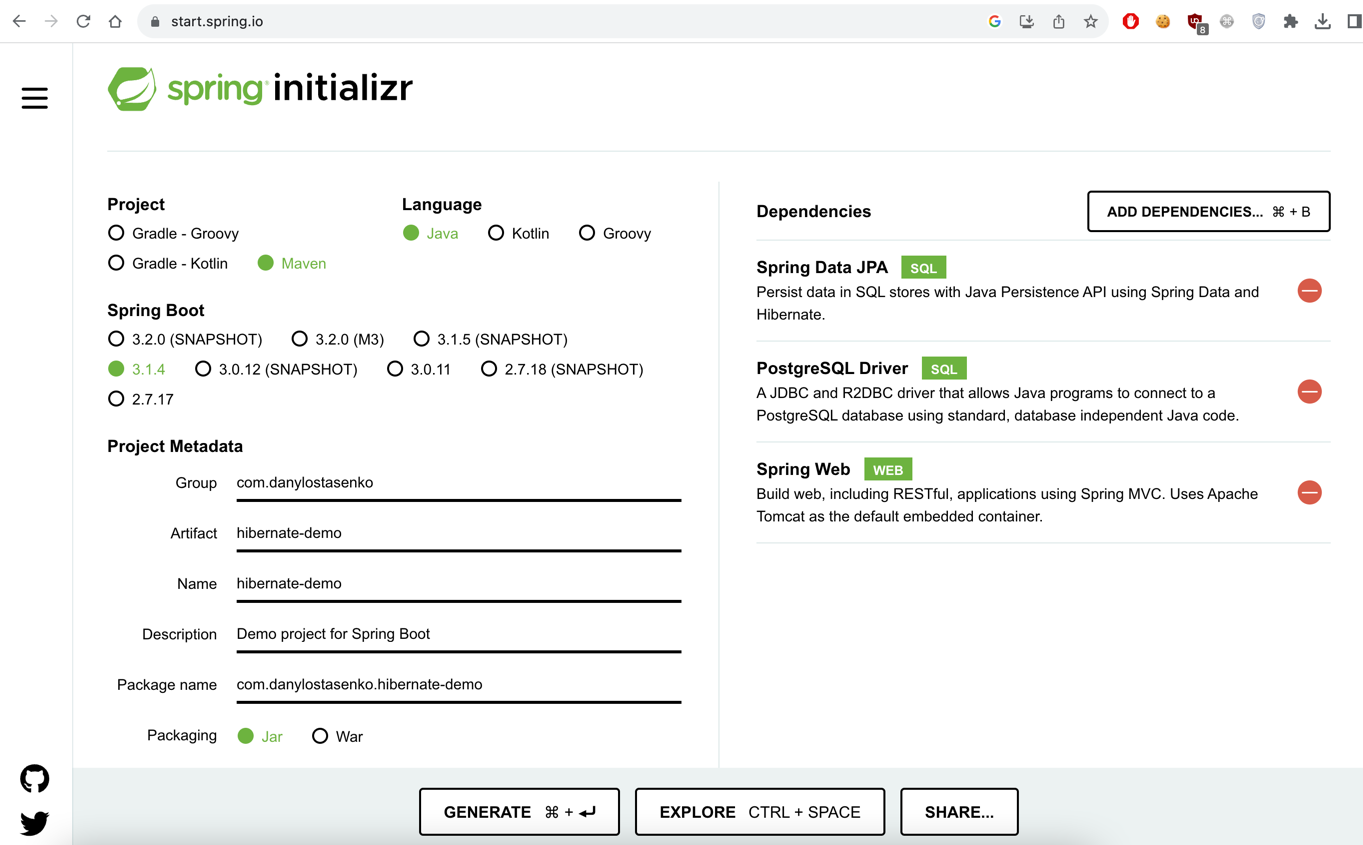 start.spring.io
8
spring initializr
Project
Gradle - Groovy
Gradle - Kotlin Maven
Language
Java Kotlin Groovy
Spring Boot
3.2.0 (SNAPSHOT) 3.2.0 (M3) 3.1.5 (SNAPSHOT)
3.1.4 3.0.12 (SNAPSHOT) 3.0.11 2.7.18 (SNAPSHOT)
2.7.17
Project Metadata
Group com.danylostasenko
Artifact hibernate-demo
Name hibernate-demo
Description Demo project for Spring Boot
Package name com.danylostasenko.hibernate-demo
Packaging Jar War
Dependencies
ADD DEPENDENCIES... ⌘ + B
Spring Data JPA SQL
Persist data in SQL stores with Java Persistence API using Spring Data and
Hibernate.
PostgreSQL Driver SQL
A JDBC and R2DBC driver that allows Java programs to connect to a
PostgreSQL database using standard, database independent Java code.
Spring Web WEB
Build web, including RESTful, applications using Spring MVC. Uses Apache
Tomcat as the default embedded container.
GENERATE ⌘ + ⏎
EXPLORE CTRL + SPACE
SHARE...